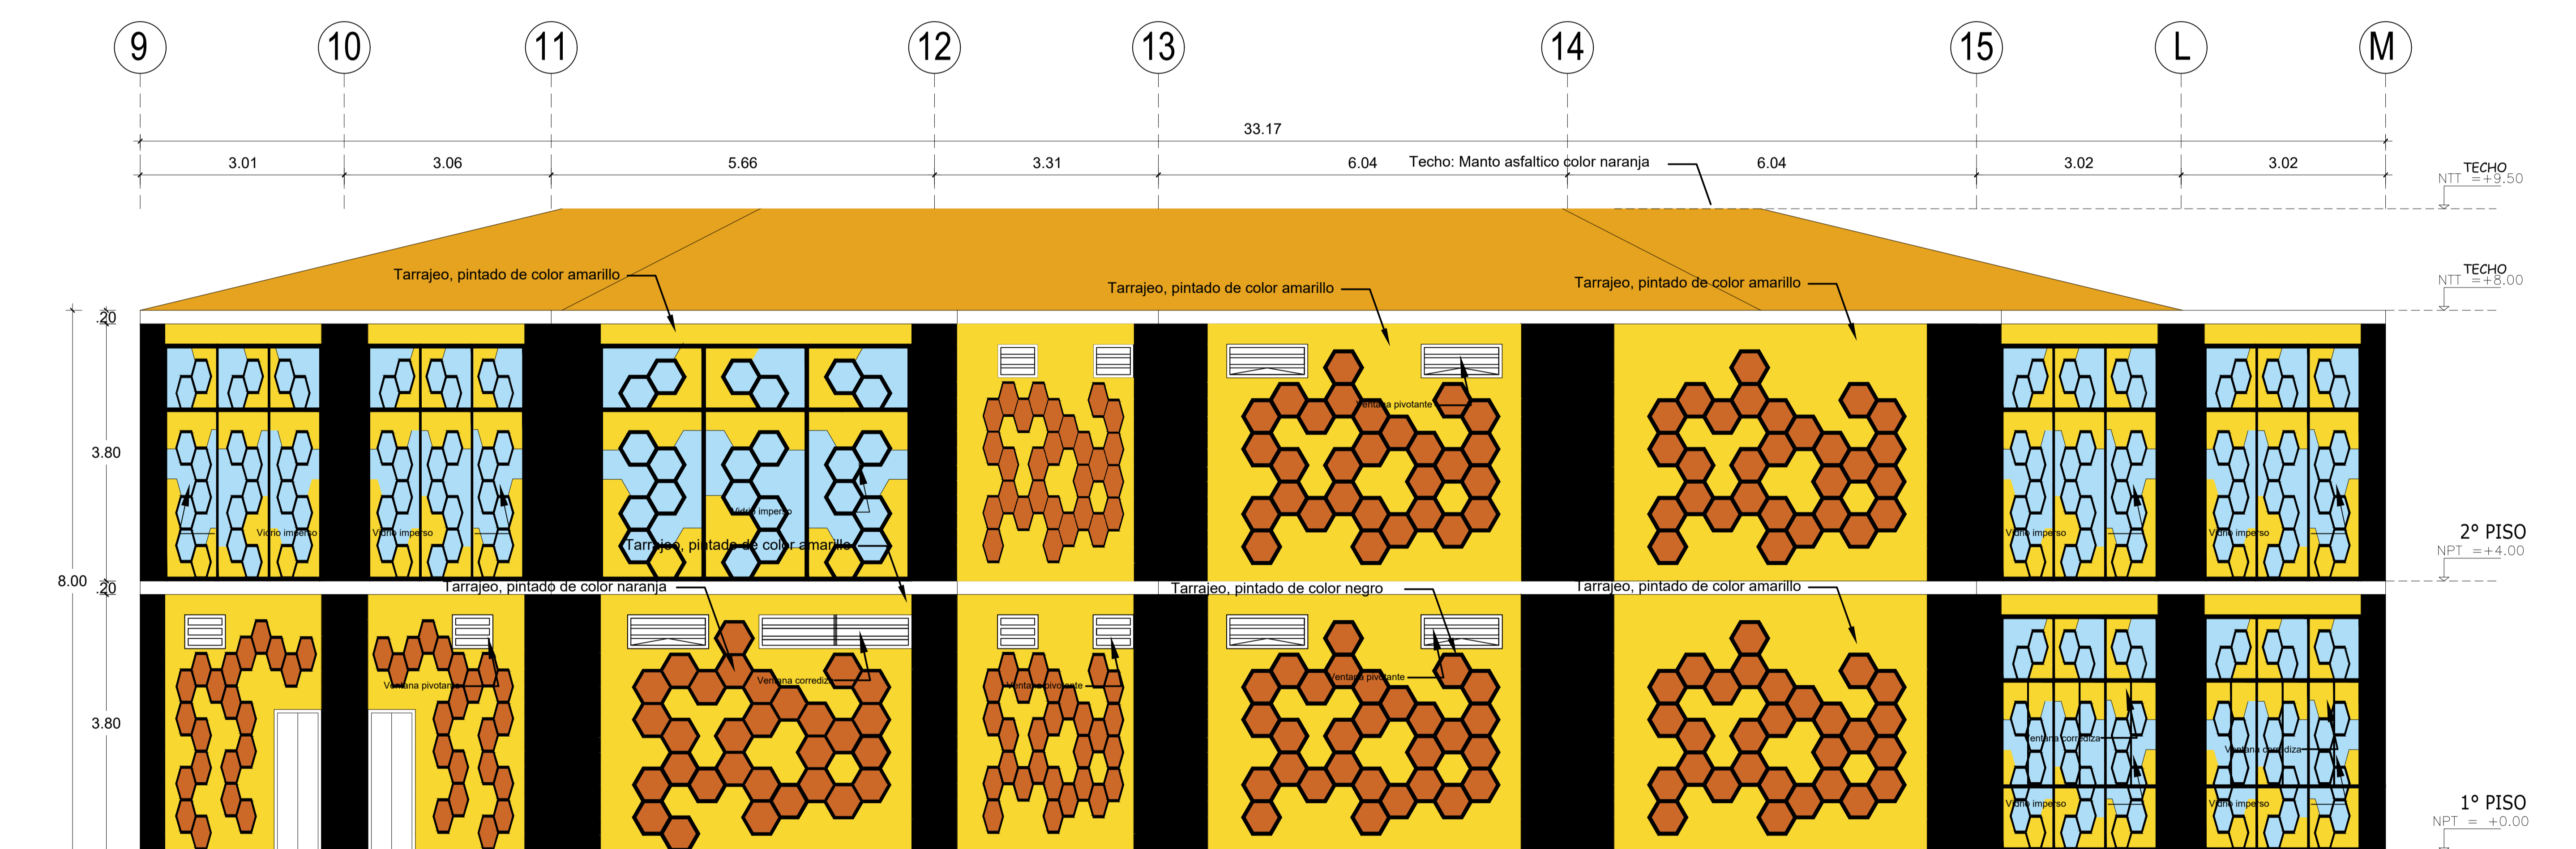 9 10 11 12 13 14 15 L M
33.17
3.01 3.06 5.66 3.31 6.04 6.04 3.02 3.02
Techo: Manto asfaltico color naranja
TECHO
NTT =+9.50
Tarrajeo, pintado de color amarillo
Tarrajeo, pintado de color amarillo
Tarrajeo, pintado de color amarillo
TECHO
NTT =+8.00
.20
Ventana pivotante
3.80
Vidrio imperso
Vidrio imperso
Vidrio imperso
Vidrio imperso
Vidrio imperso
Tarrajeo, pintado de color amarillo
2º PISO
NPT =+4.00
8.00
.20
Tarrajeo, pintado de color naranja
Tarrajeo, pintado de color negro
Tarrajeo, pintado de color amarillo
Ventana pivotante
Ventana corrediza
Ventana pivotante
Ventana pivotante
3.80
Ventana corrediza
Ventana corrediza
Vidrio imperso
Vidrio imperso
1º PISO
NPT = +0.00